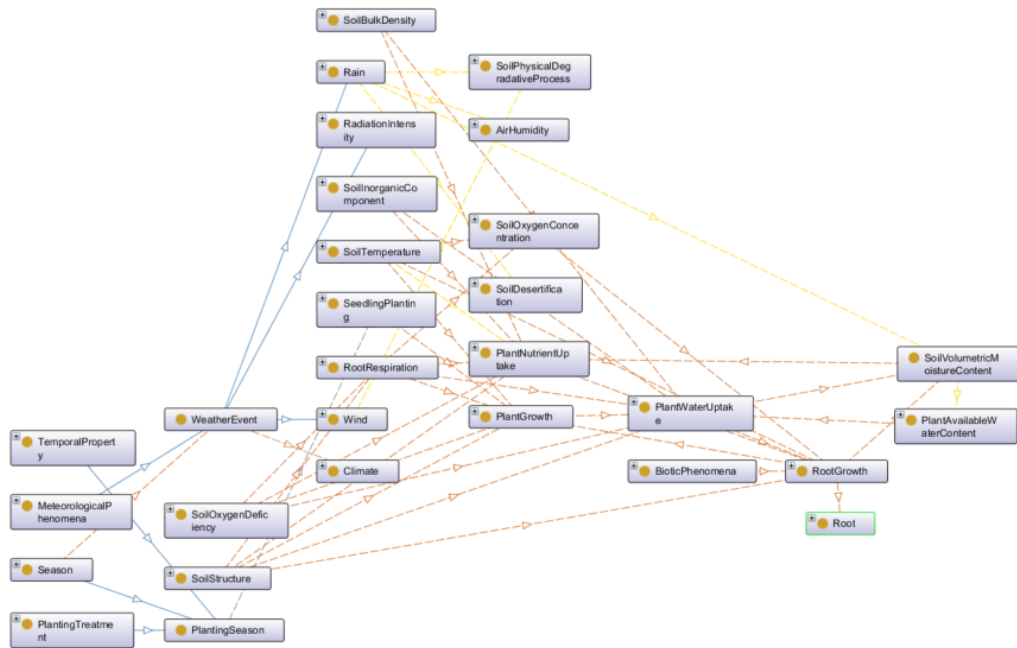 SoilBulkDensity
Rain
SoilPhysicalDeg
radativeProcess
RadiationIntens
ity
AirHumidity
SoilInorganicCo
mponent
SoilOxygenConce
ntration
SoilTemperature
SoilDesertifica
tion
SeedlingPlantin
g
PlantNutrientUp
take
SoilVolumetricM
oistureContent
RootRespiration
WeatherEvent
Wind
PlantGrowth
PlantWaterUptak
e
PlantAvailableW
aterContent
TemporalPropert
y
Climate
BioticPhenomena
RootGrowth
MeteorologicalP
henomena
SoilOxygenDefic
iency
Root
Season
SoilStructure
PlantingTreatme
nt
PlantingSeason